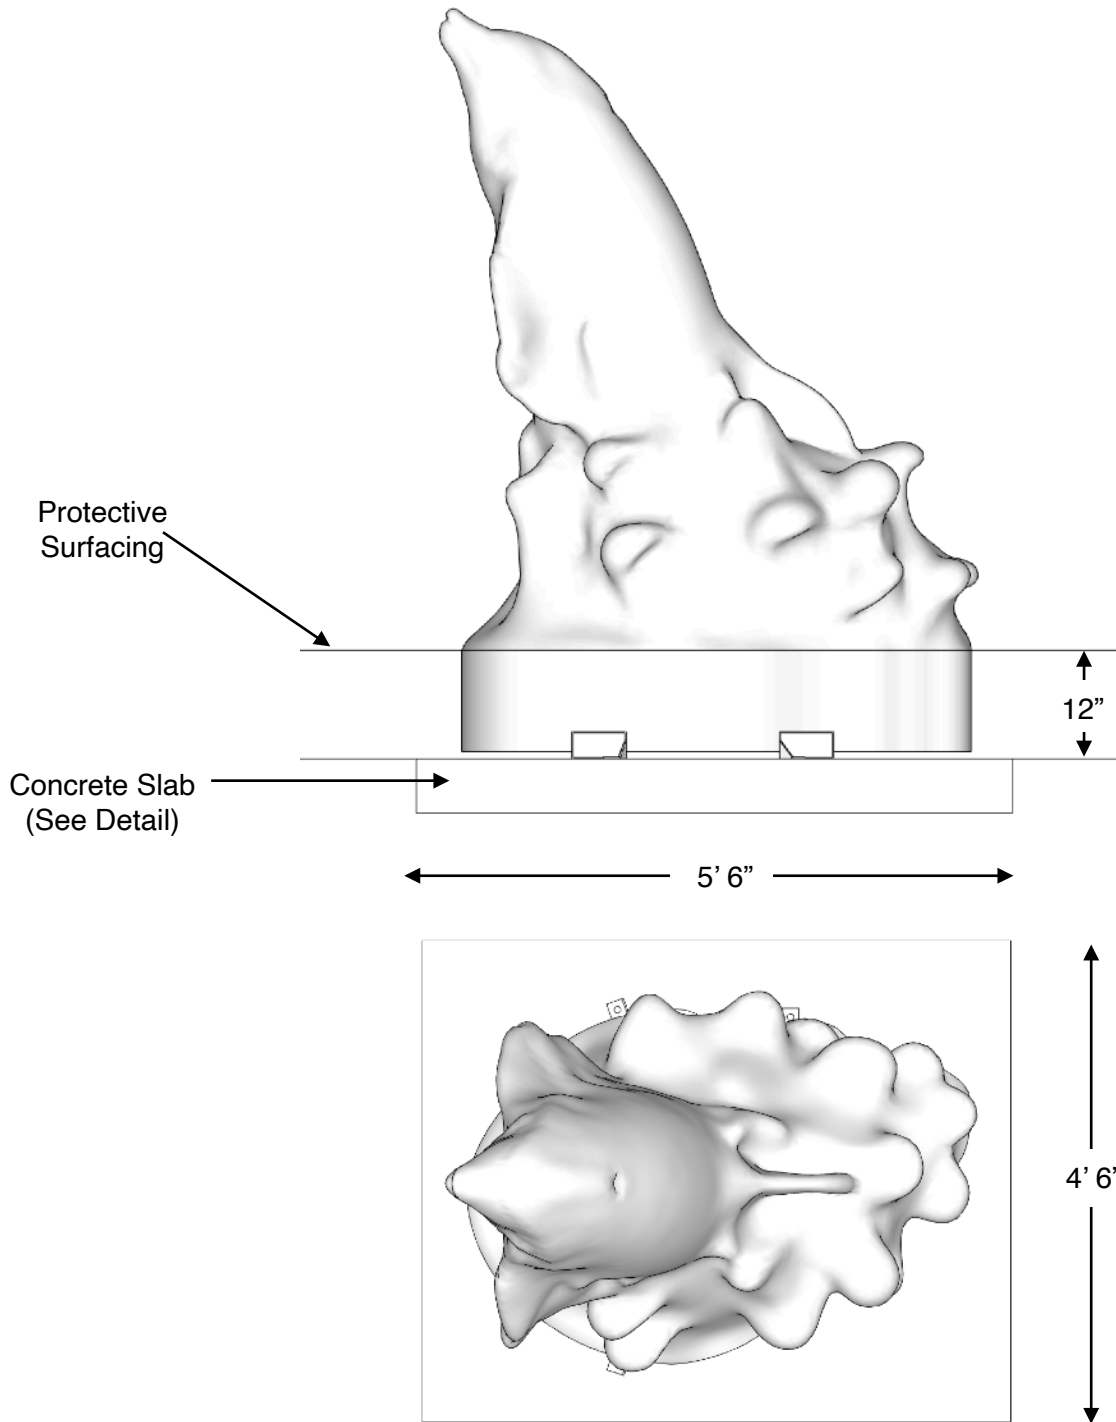 Protective
Surfacing
12”
Concrete Slab
(See Detail)
5’ 6”
4’ 6”